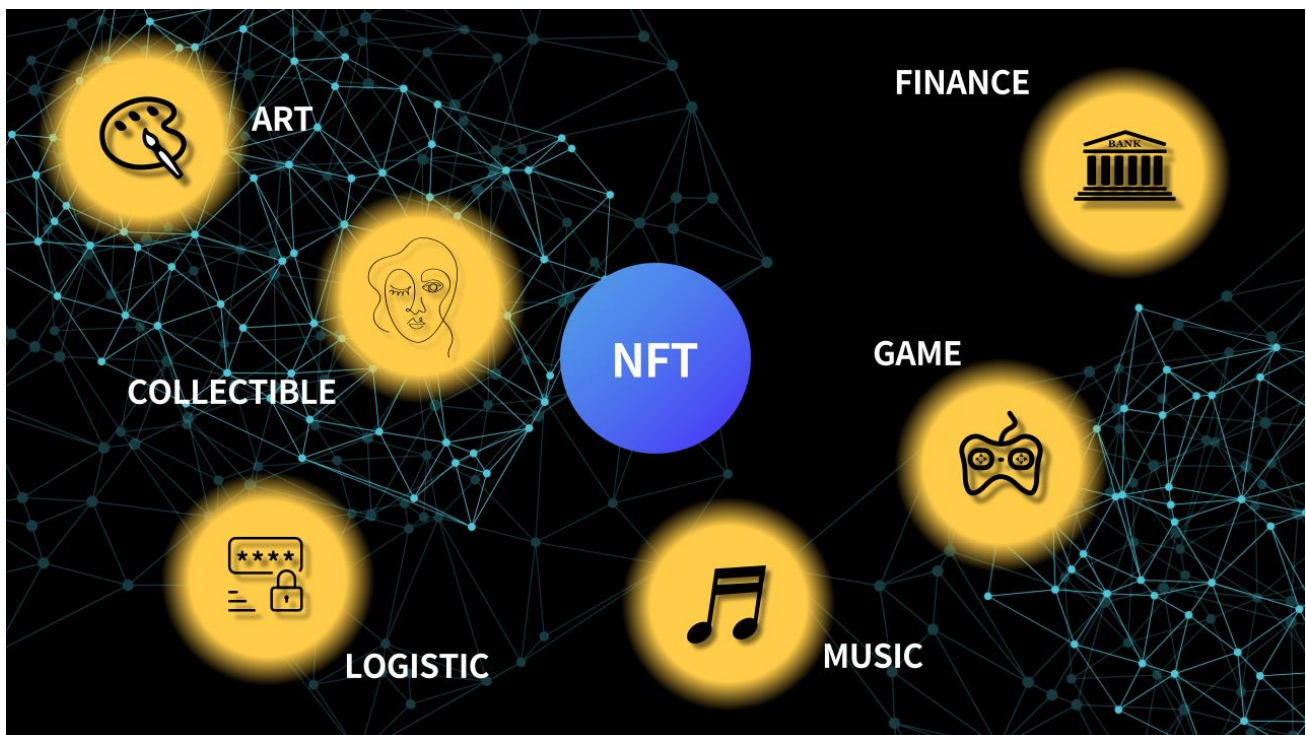 ART
FINANCE
BANK
COLLECTIBLE
NFT
GAME
****
LOGISTIC
MUSIC